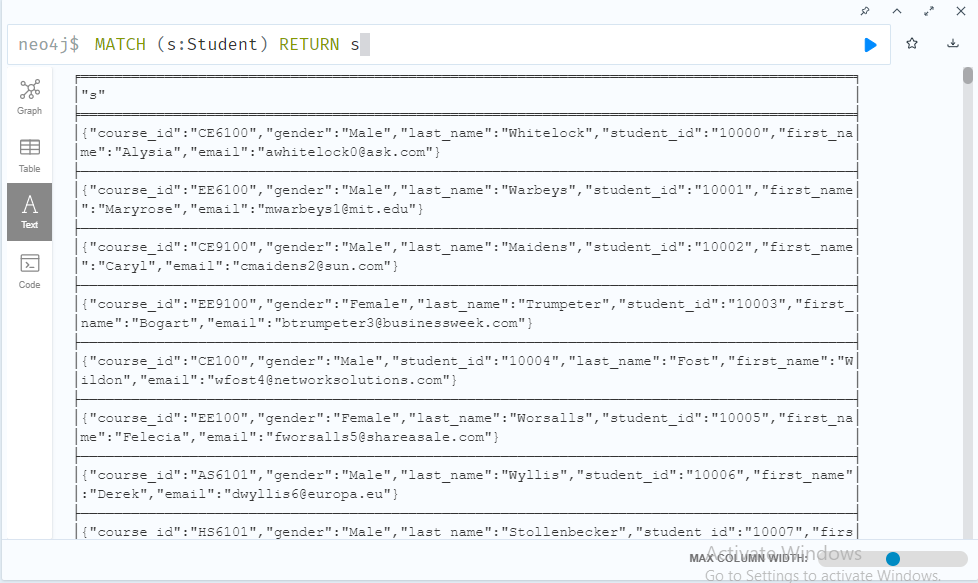 neo4j$ MATCH (s:Student) RETURN s
Graph
Table
Text
Code
"s"
{"course_id":"CE6100","gender":"Male","last_name":"Whitelock","student_id":"10000","first_na
me":"Alysia","email":"awhitelock0@ask.com"}
{"course_id":"EE6100","gender":"Male","last_name":"Warbeys","student_id":"10001","first_name
":"Maryrose","email":"mwarbeys1@mit.edu"}
{"course_id":"CE9100","gender":"Male","last_name":"Maidens","student_id":"10002","first_name
":"Caryl","email":"cmaidens2@sun.com"}
{"course_id":"EE9100","gender":"Female","last_name":"Trumpeter","student_id":"10003","first_
name":"Bogart","email":"btrumpeter3@businessweek.com"}
{"course_id":"CE100","gender":"Male","student_id":"10004","last_name":"Fost","first_name":"W
ildon","email":"wfost4@networksolutions.com"}
{"course_id":"EE100","gender":"Female","last_name":"Worsalls","student_id":"10005","first_na
me":"Felecia","email":"fworsalls5@shareasale.com"}
{"course_id":"AS6101","gender":"Male","last_name":"Wyllis","student_id":"10006","first_name"
:"Derek","email":"dwyllis6@europa.eu"}
{"course_id":"HS6101","gender":"Male","last_name":"Stollenbecker","student_id":"10007","firs
MAX COLUMN WIDTH:
Activate Windows
Go to Settings to activate Windows.